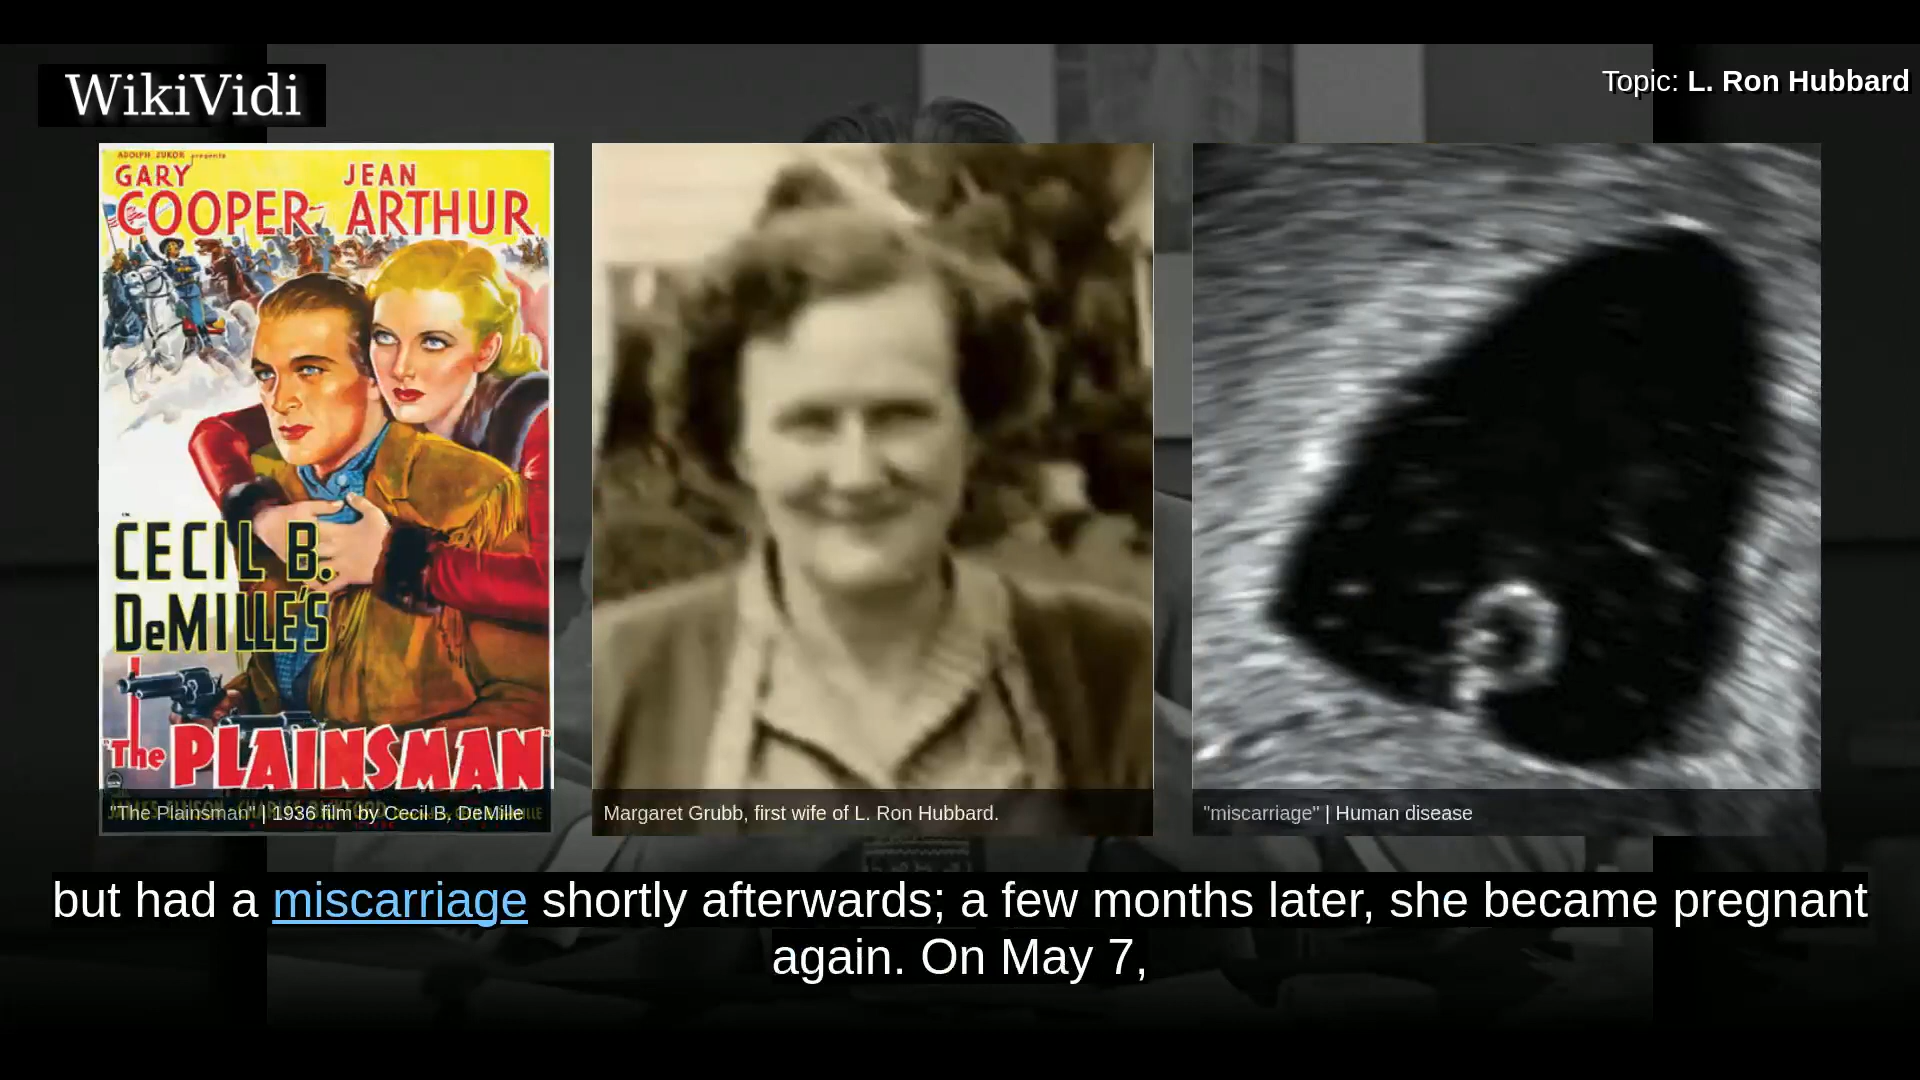 WikiVidi
Topic: L. Ron Hubbard
ADOLPH ZUKOR presents
GARY JEAN
COOPER ARTHUR
CECIL B.
DeMILLE'S
"The PLAINSMAN"
"The Plainsman" | 1936 film by Cecil B. DeMille
Margaret Grubb, first wife of L. Ron Hubbard.
"miscarriage" | Human disease
but had a miscarriage shortly afterwards; a few months later, she became pregnant
again. On May 7,